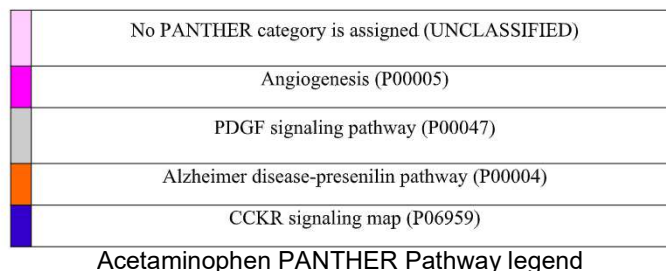 No PANTHER category is assigned (UNCLASSIFIED)
Angiogenesis (P00005)
PDGF signaling pathway (P00047)
Alzheimer disease-presenilin pathway (P00004)
CCKR signaling map (P06959)
Acetaminophen PANTHER Pathway legend